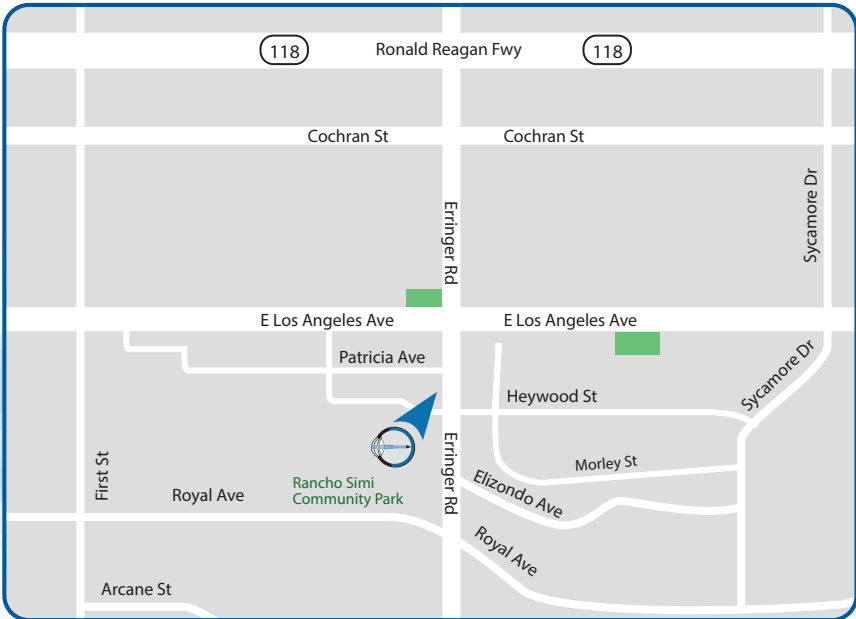 118
Ronald Reagan Fwy
118
Cochran St
Cochran St
Sycamore Dr
Erringer Rd
E Los Angeles Ave
E Los Angeles Ave
Patricia Ave
Sycamore Dr
Heywood St
First St
Erringer Rd
Morley St
Rancho Simi
Community Park
Royal Ave
Elizondo Ave
Royal Ave
Arcane St